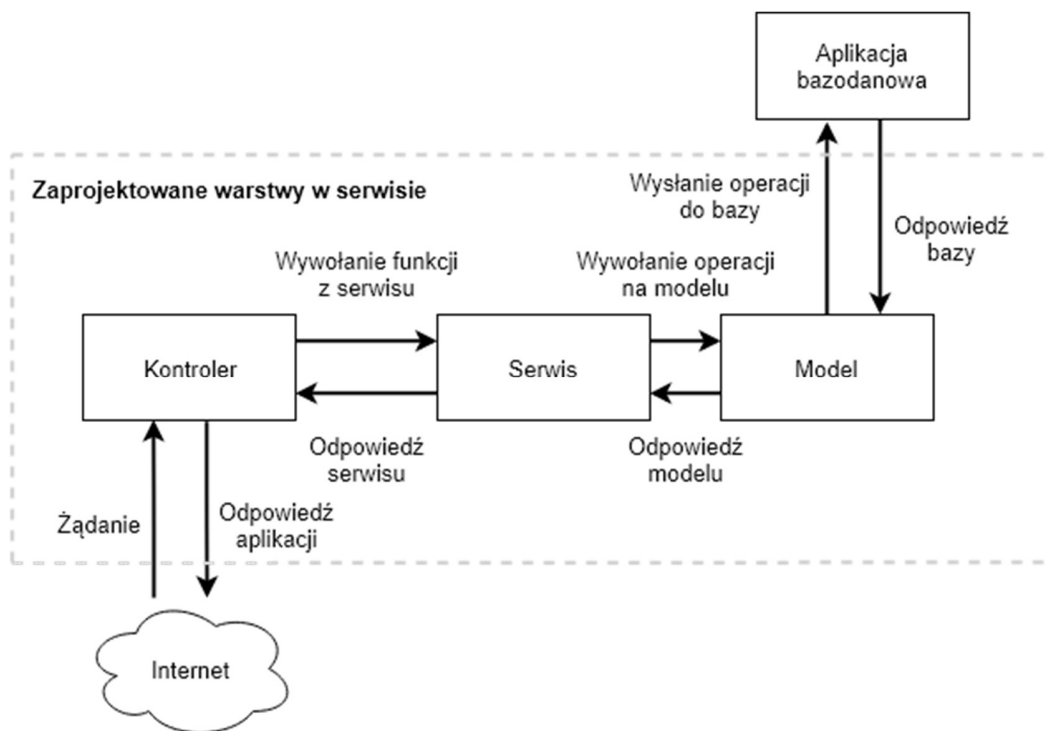 Aplikacja
bazodanowa
Zaprojektowane warstwy w serwisie
Wysłanie operacji
do bazy
Odpowiedź
bazy
Wywołanie funkcji
z serwisu
Wywołanie operacji
na modelu
Kontroler
Serwis
Model
Odpowiedź
serwisu
Odpowiedź
modelu
Żądanie
Odpowiedź
aplikacji
Internet